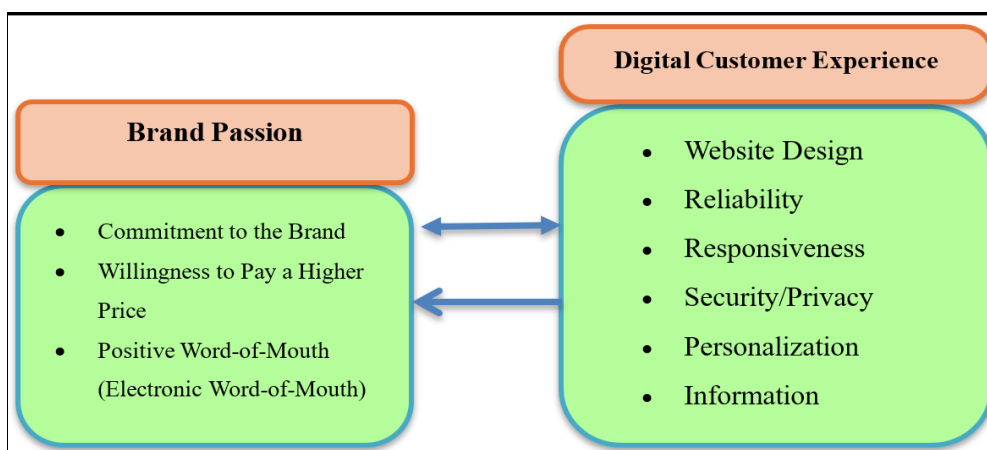 Brand Passion
• Commitment to the Brand
• Willingness to Pay a Higher
Price
• Positive Word-of-Mouth
(Electronic Word-of-Mouth)
Digital Customer Experience
• Website Design
• Reliability
• Responsiveness
• Security/Privacy
• Personalization
• Information